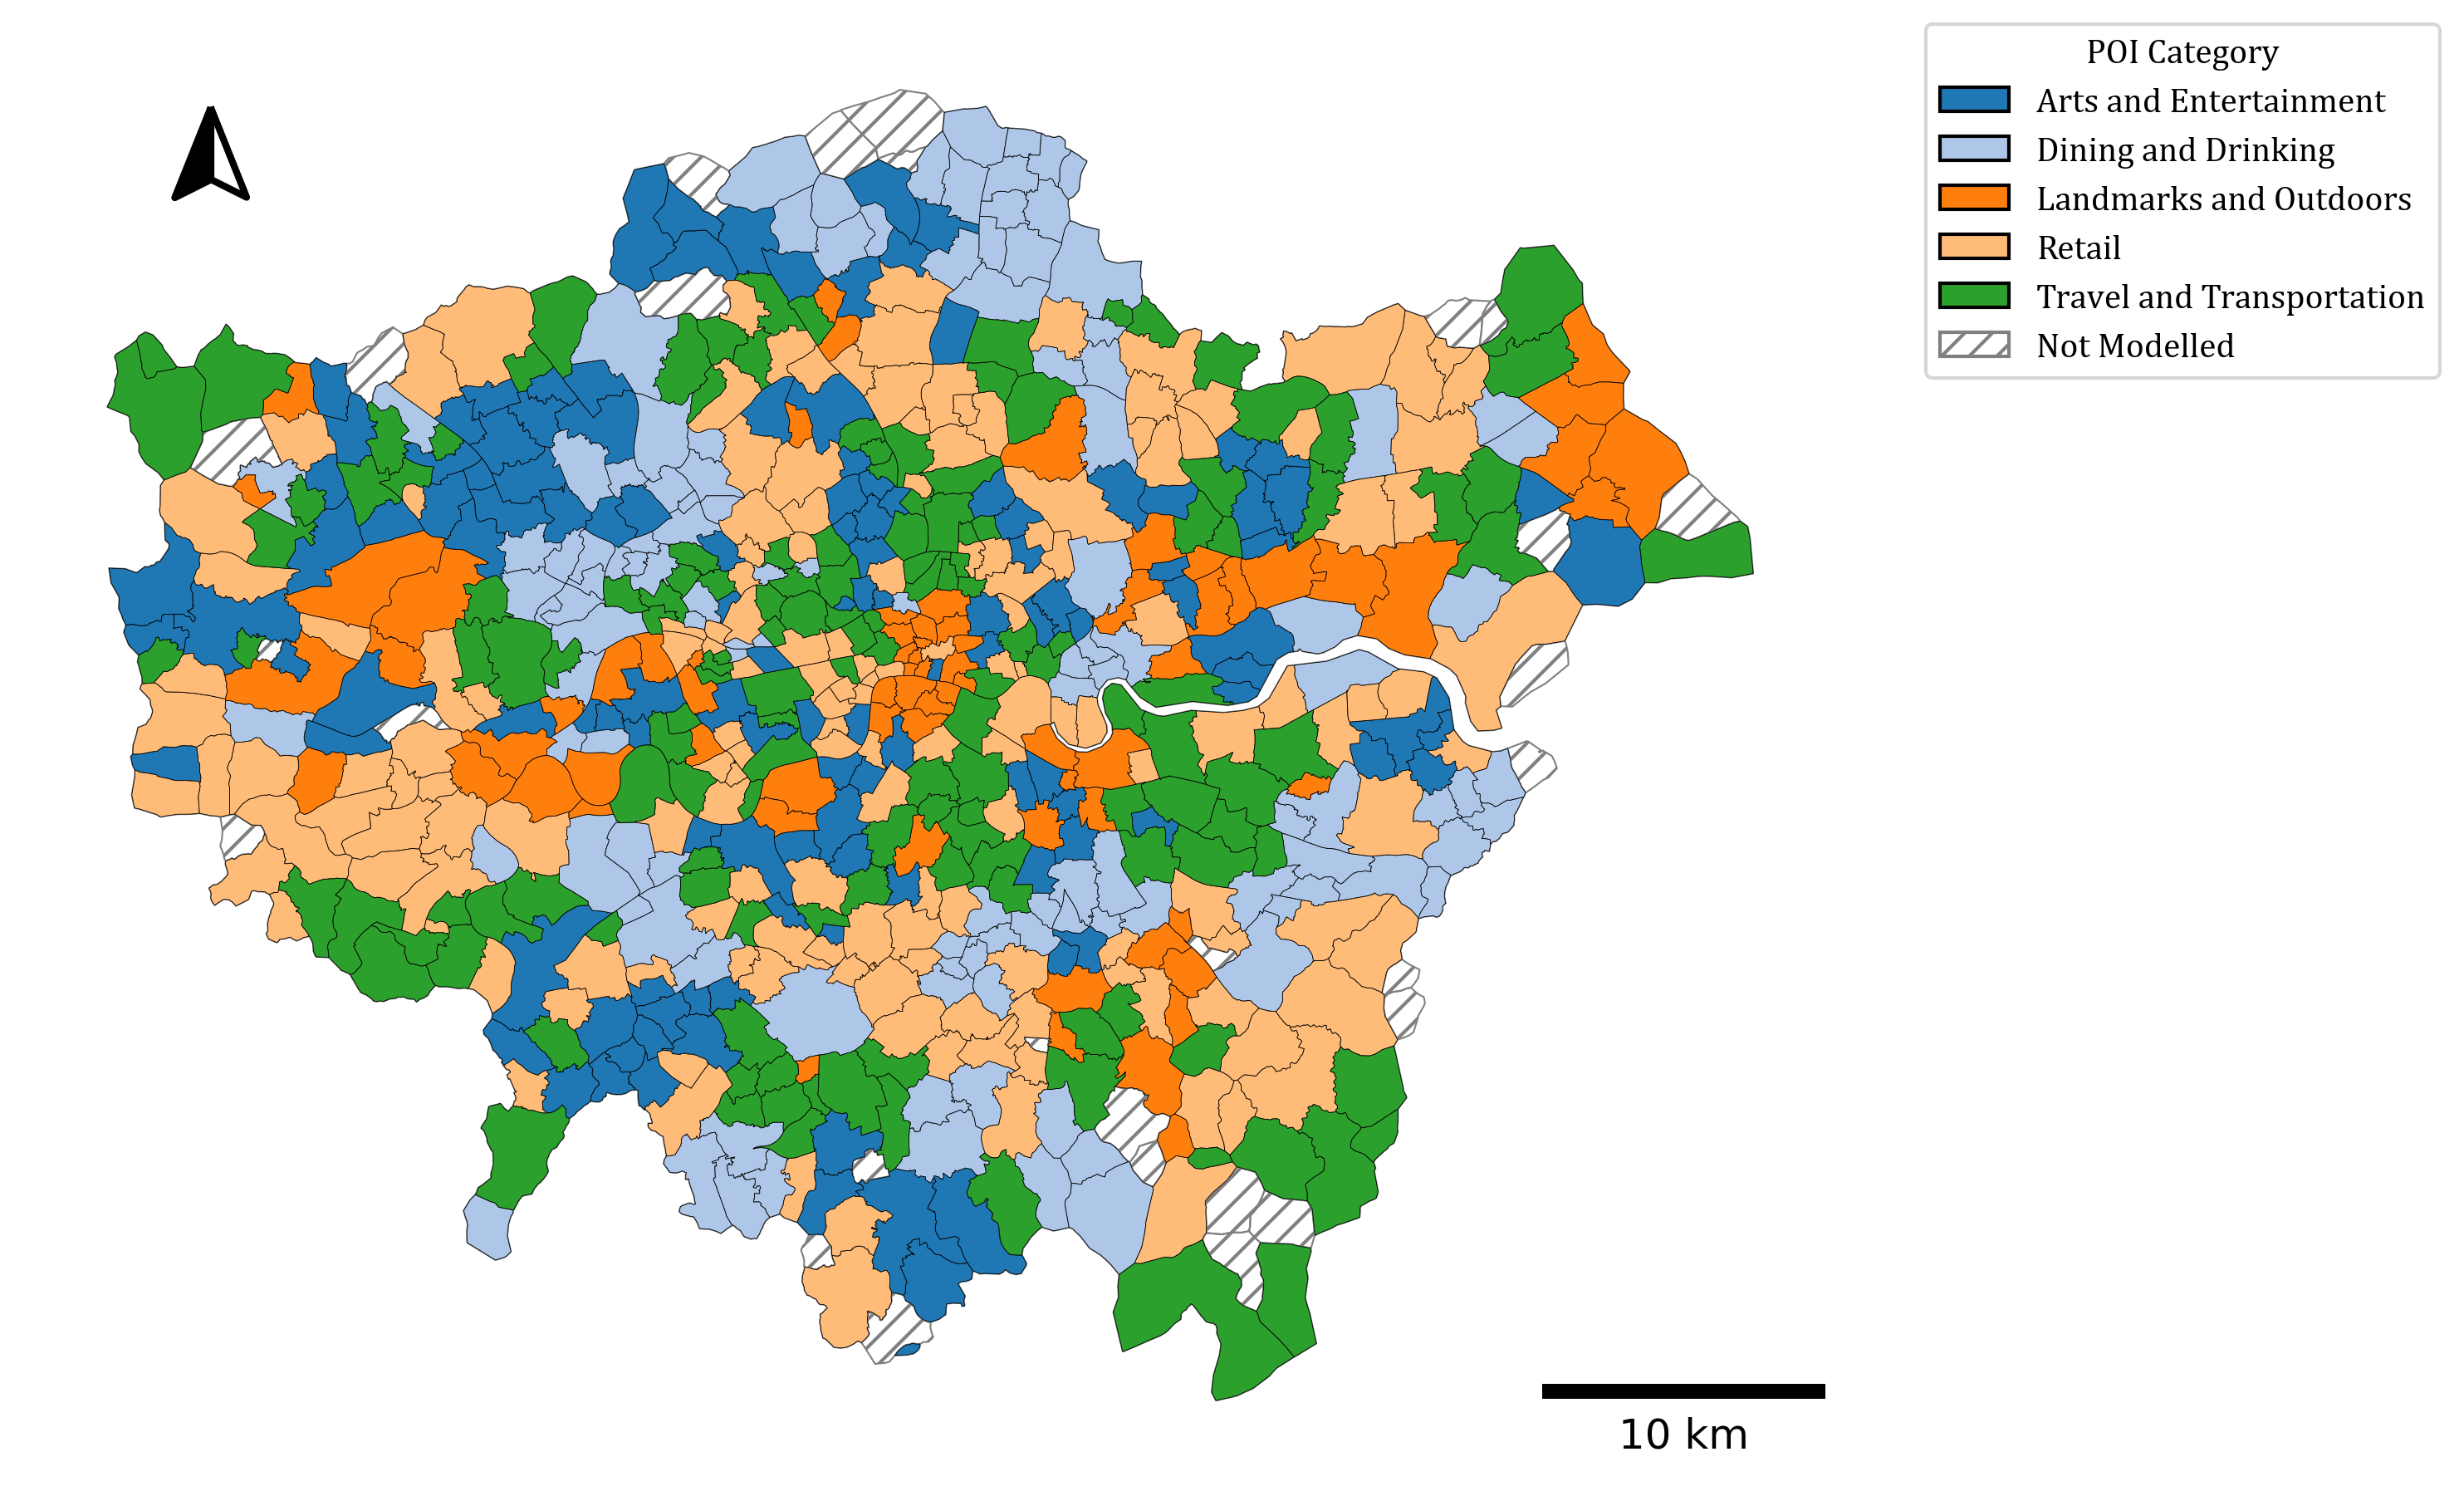 POI Category
Arts and Entertainment
Dining and Drinking
Landmarks and Outdoors
Retail
Travel and Transportation
Not Modelled
10 km